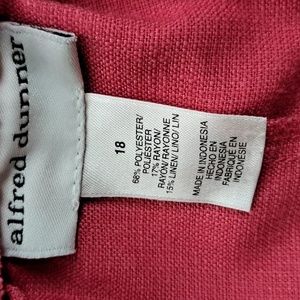 alfred dunner
18
68% POLYESTER/
POLIÉSTER
17% RAYON/
RAYON/RAYONNE
15% LINEN/ LINO/ LIN
MADE IN INDONESIA
HECHO EN
INDONESIA
FABRIQUÉ EN
INDONÉSIE